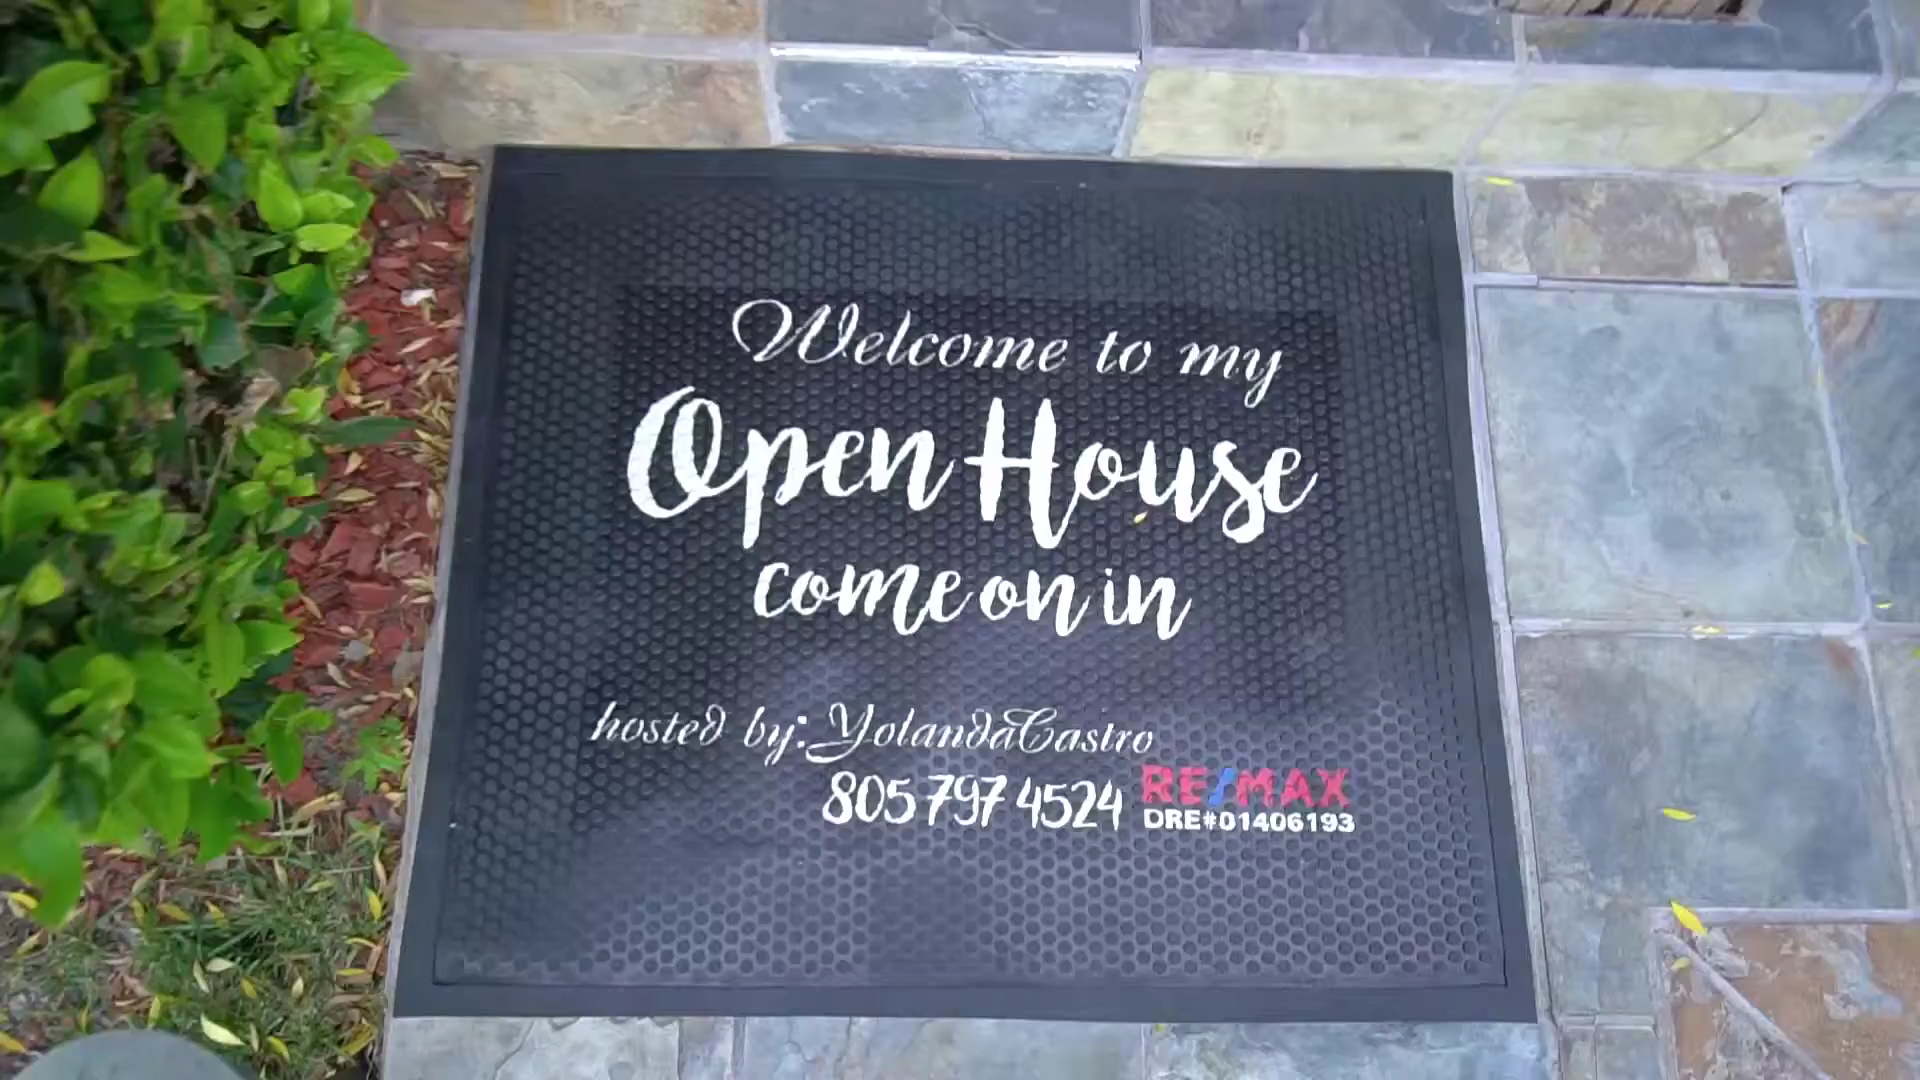 Welcome to my
Open House
come on in
hosted by: Yolanda Castro
805 797 4524 RE/MAX
DRE#01406193